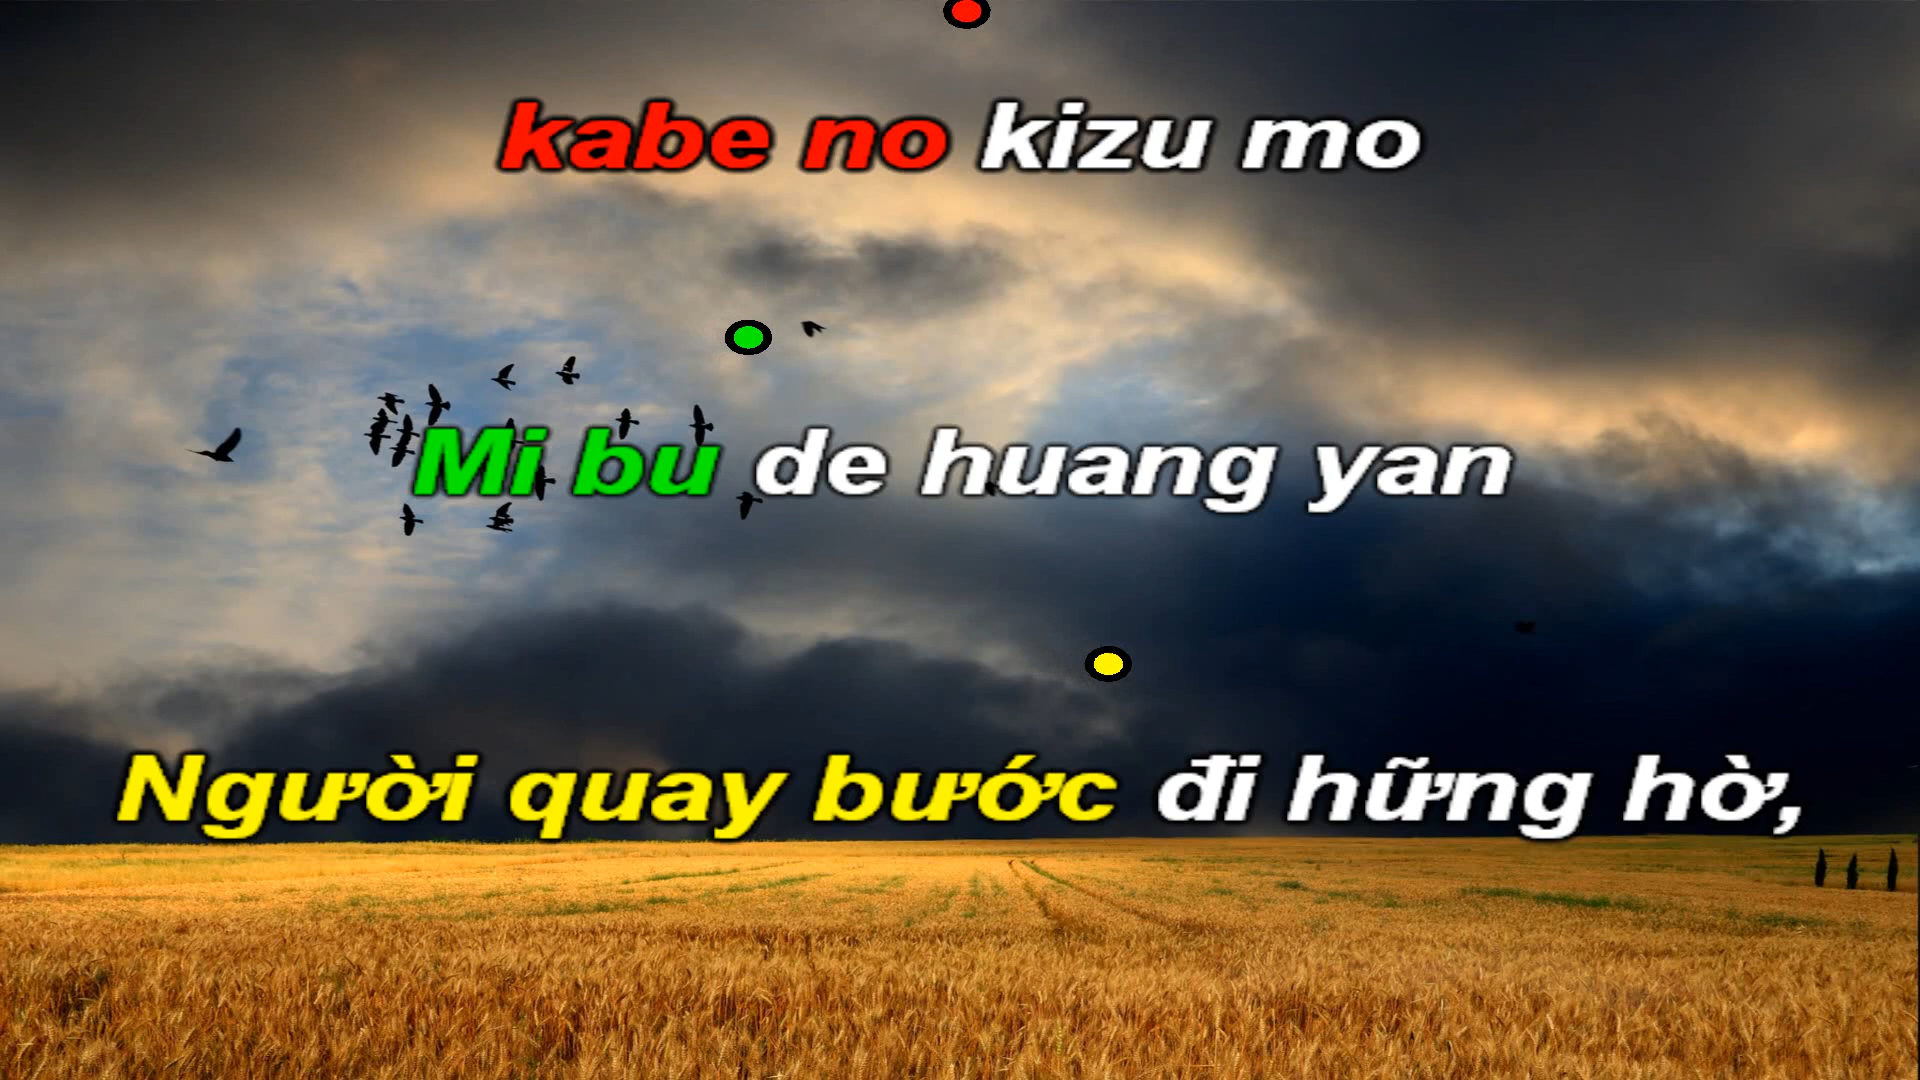 kabe no kizu mo
Mi bu de huang yan
Người quay bước đi hững hờ,